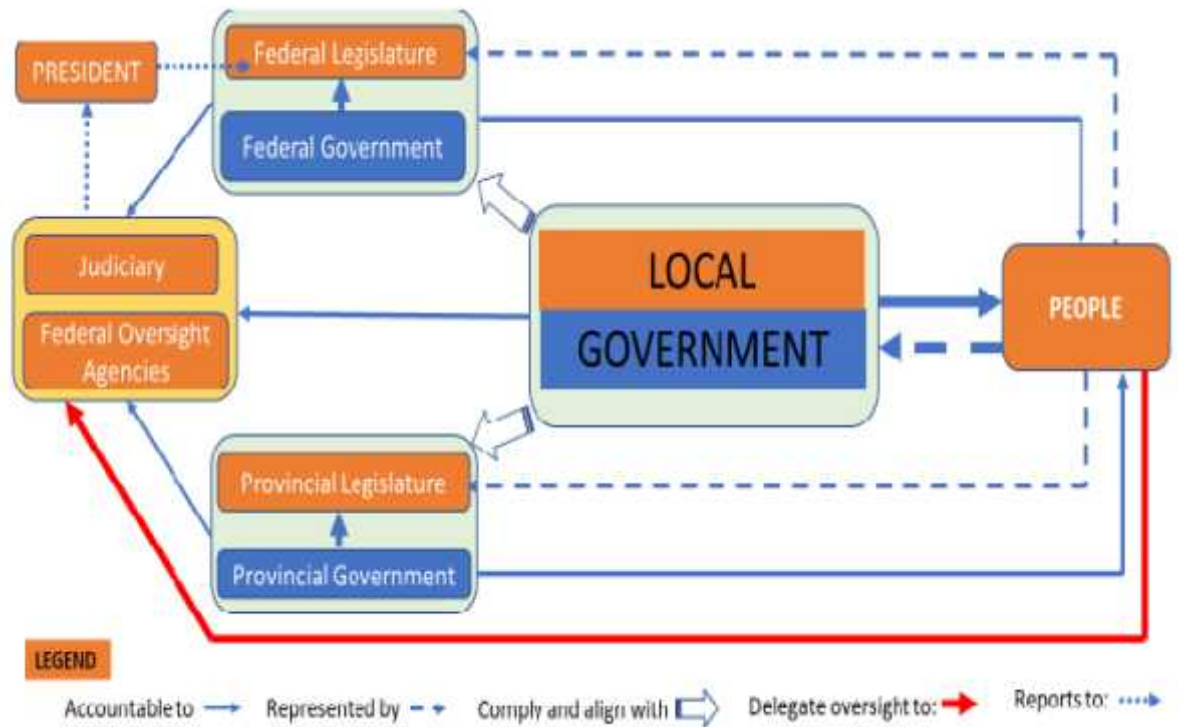 Federal Legislature
PRESIDENT
Federal Government
Judiciary
Federal Oversight
Agencies
LOCAL
GOVERNMENT
PEOPLE
Provincial Legislature
Provincial Government
LEGEND
Accountable to Represented by Comply and align with Delegate oversight to: Reports to: